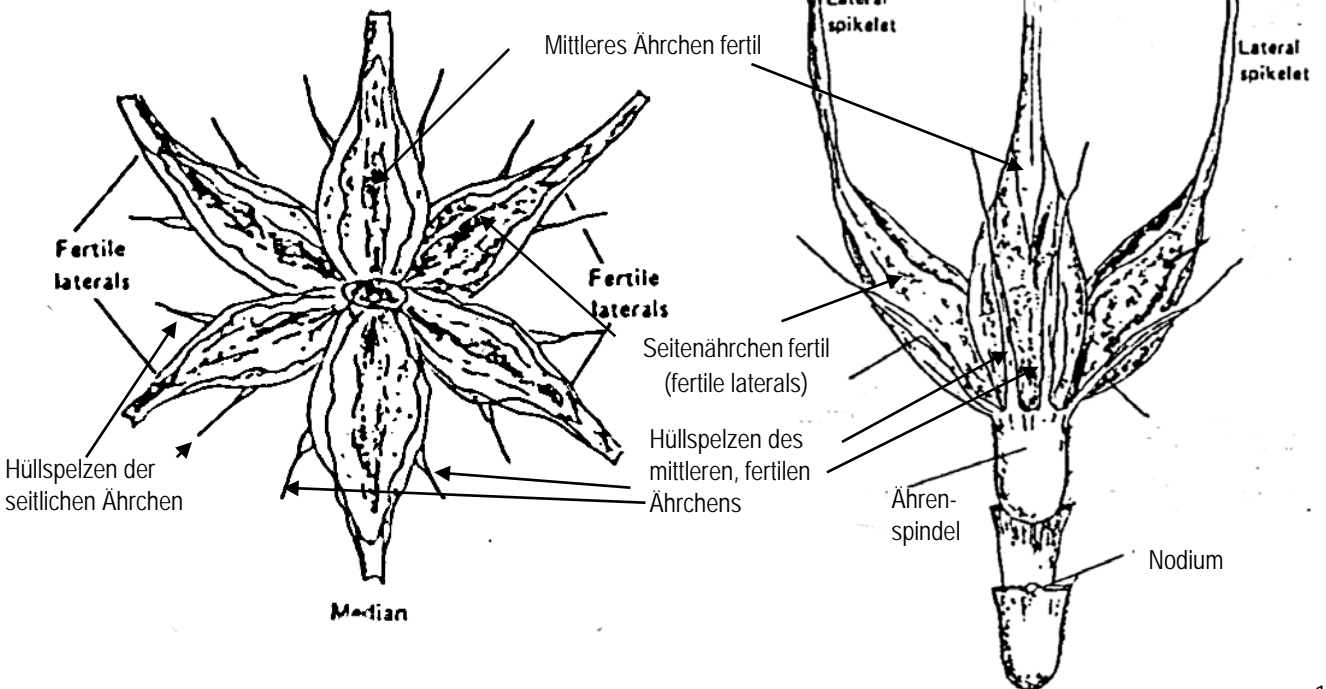 Mittleres Ährchen fertil
Lateral
spikelet
Lateral
spikelet
Fertile
laterals
Fertile
laterals
Seitenährchen fertil
(fertile laterals)
Hüllspelzen der
seitlichen Ährchen
Hüllspelzen des
mittleren, fertilen
Ährchens
Ähren-
spindel
Nodium
Median